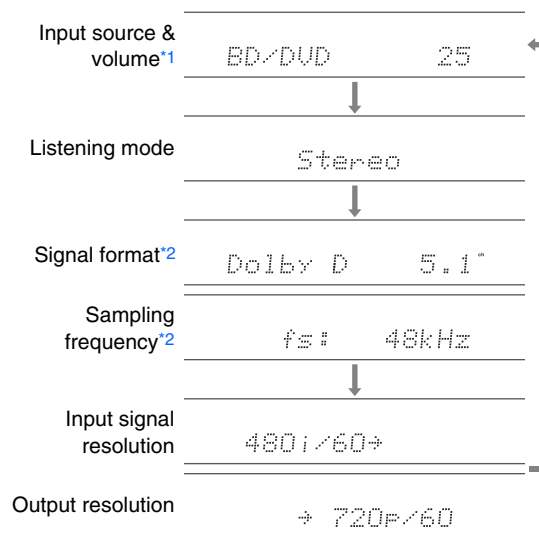 Input source &
volume*1
BD/DVD 25
Listening mode
Stereo
Signal format*2
Dolby D 5.1
Sampling
frequency*2
fs: 48kHz
Input signal
resolution
480i/60→
Output resolution
→ 720p/60